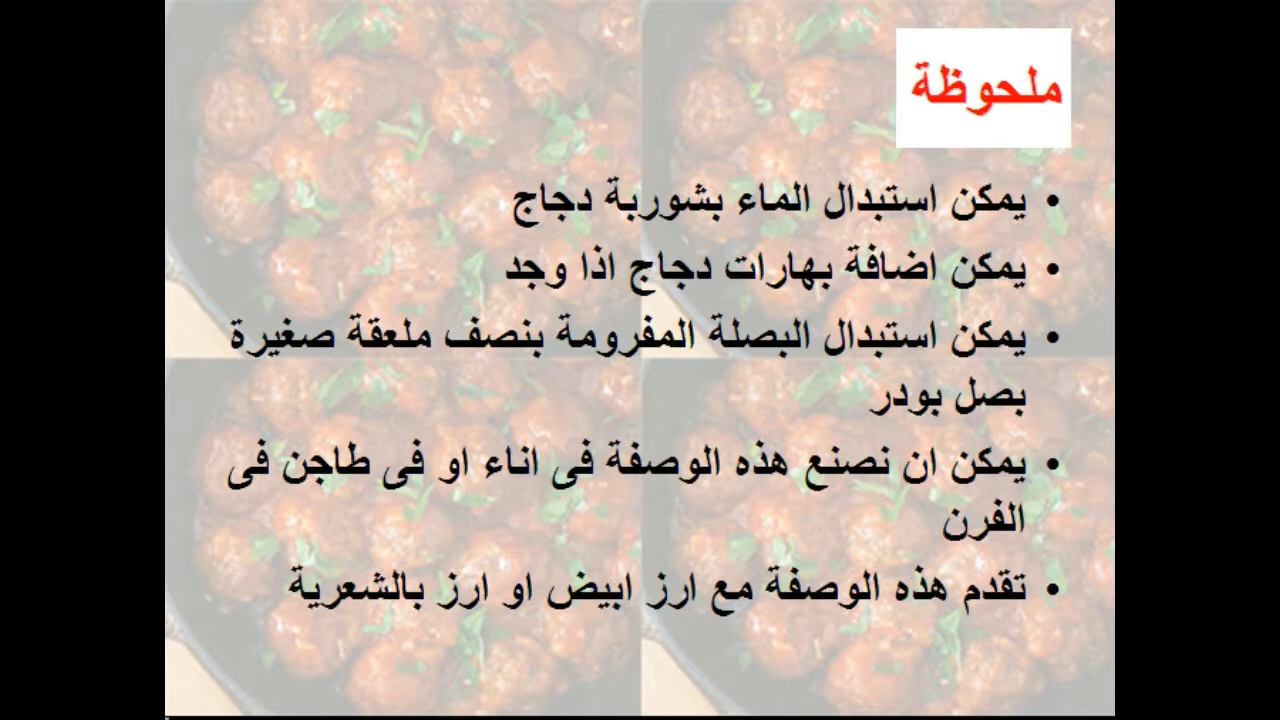 ملحوظة
• يمكن استبدال الماء بشوربة دجاج
• يمكن اضافة بهارات دجاج اذا وجد
• يمكن استبدال البصلة المفرومة بنصف ملعقة صغيرة
بصل بودر
• يمكن ان نصنع هذه الوصفة فى اناء او فى طاجن فى
الفرن
• تقدم هذه الوصفة مع ارز ابيض او ارز بالشعرية